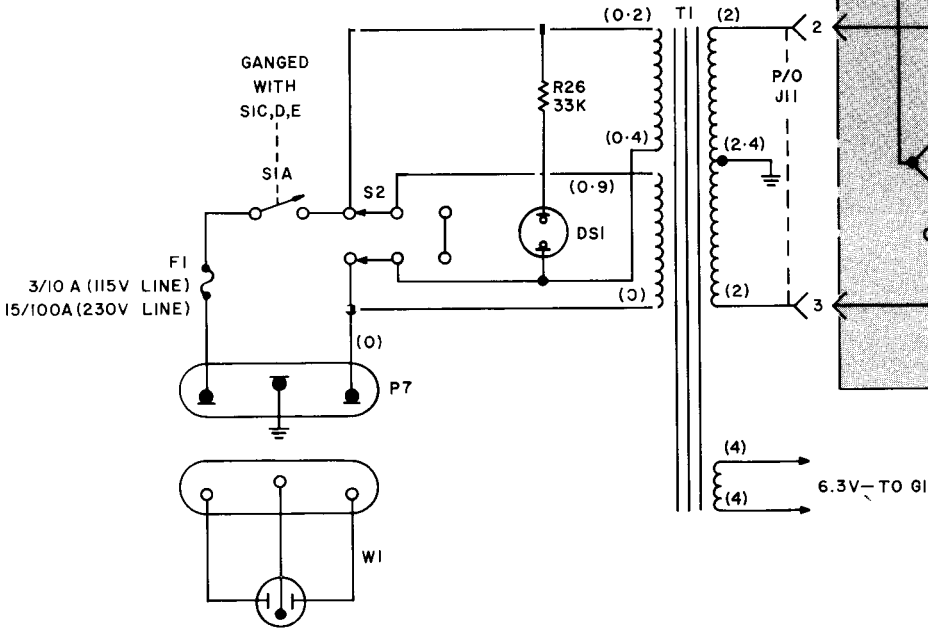 (0·2)
T1
(2)
2
GANGED
WITH
S1C,D,E
R26
33K
P/O
J11
(0·4)
(2·4)
S1A
S2
(0·9)
DS1
F1
3/10 A (115V LINE)
15/100A (230V LINE)
(0)
(2)
3
(0)
P7
(4)
6.3V— TO G1
(4)
W1